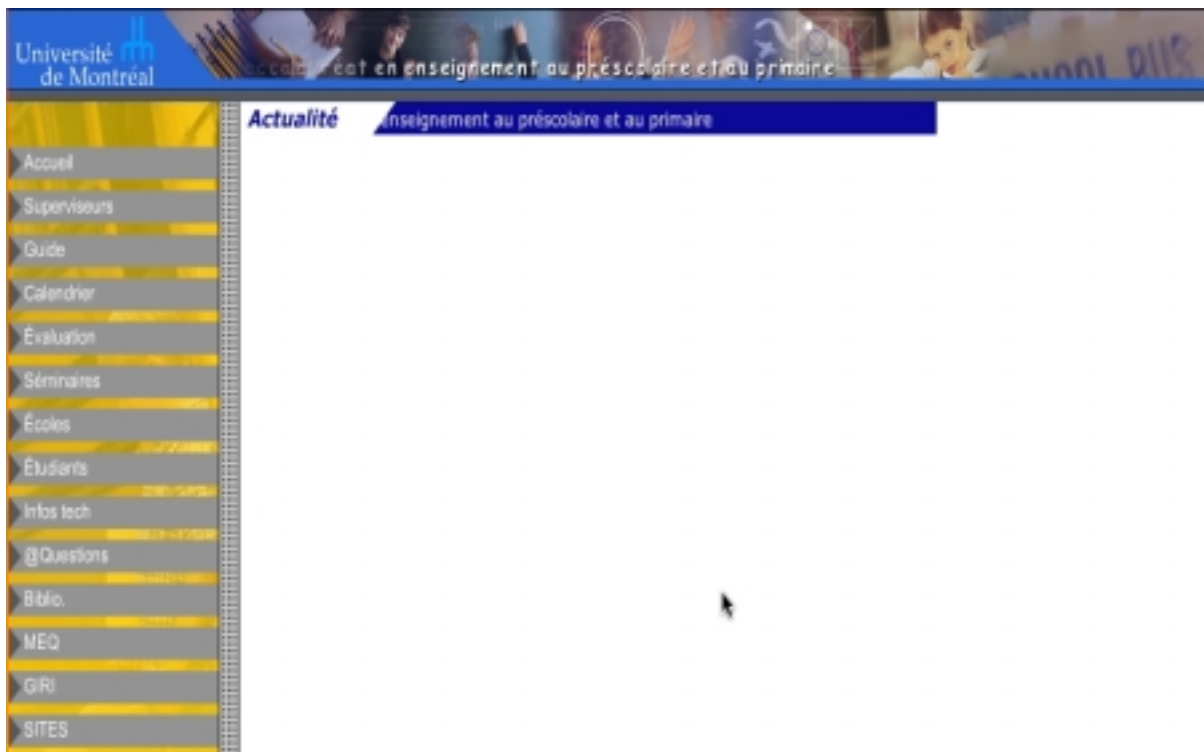 Université
de Montréal
en enseignement au préscolaire et au primaire
Actualité
enseignement au préscolaire et au primaire
Accueil
Superviseurs
Guide
Calendrier
Évaluation
Séminaires
Écoles
Étudiants
Infos tech
@Questions
Biblio.
MEQ
GIRI
SITES